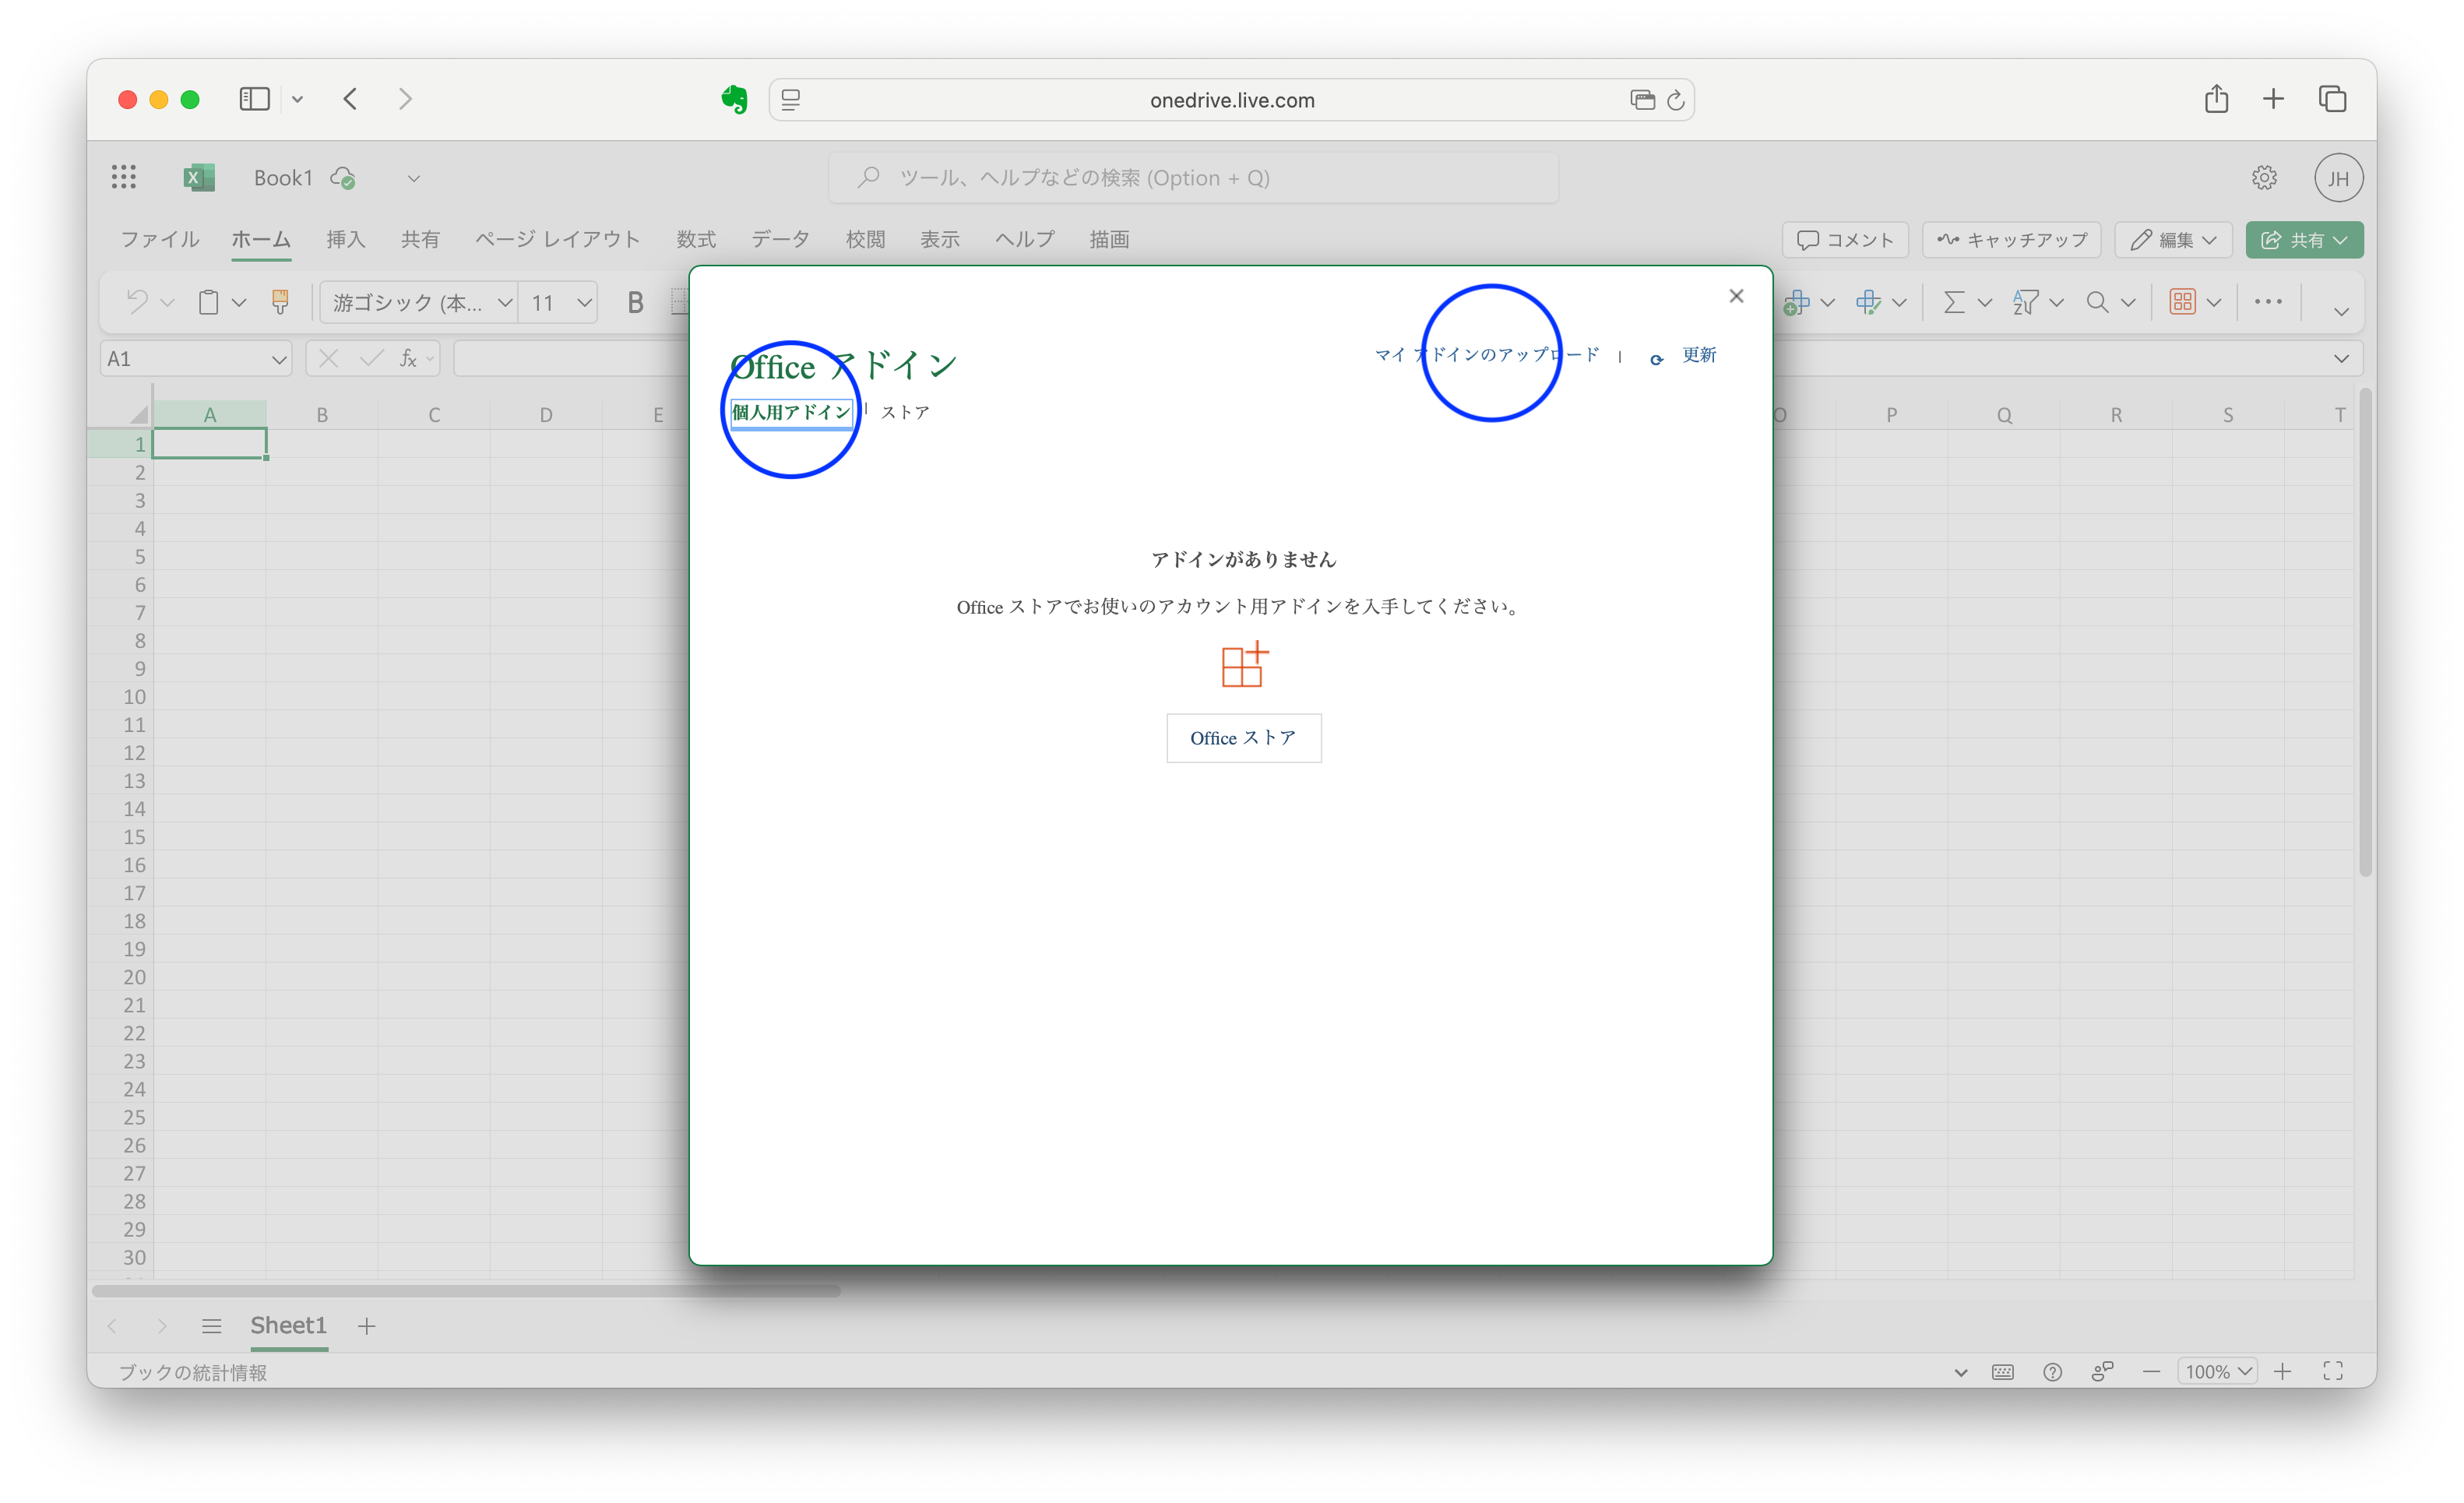 onedrive.live.com
Book1
ツール、ヘルプなどの検索 (Option + Q)
JH
ファイル ホーム 挿入 共有 ページ レイアウト 数式 データ 校閲 表示 ヘルプ 描画
コメント キャッチアップ 編集 共有
游ゴシック (本... 11 B
A1 fx
Office アドイン
マイ アドインのアップロード | 更新
個人用アドイン | ストア
A B C D E O P Q R S T
1
2
3
4
5
6
7
8
9
10
11
12
13
14
15
16
17
18
19
20
21
22
23
24
25
26
27
28
29
30
アドインがありません
Office ストアでお使いのアカウント用アドインを入手してください。
Office ストア
Sheet1
ブックの統計情報
100%